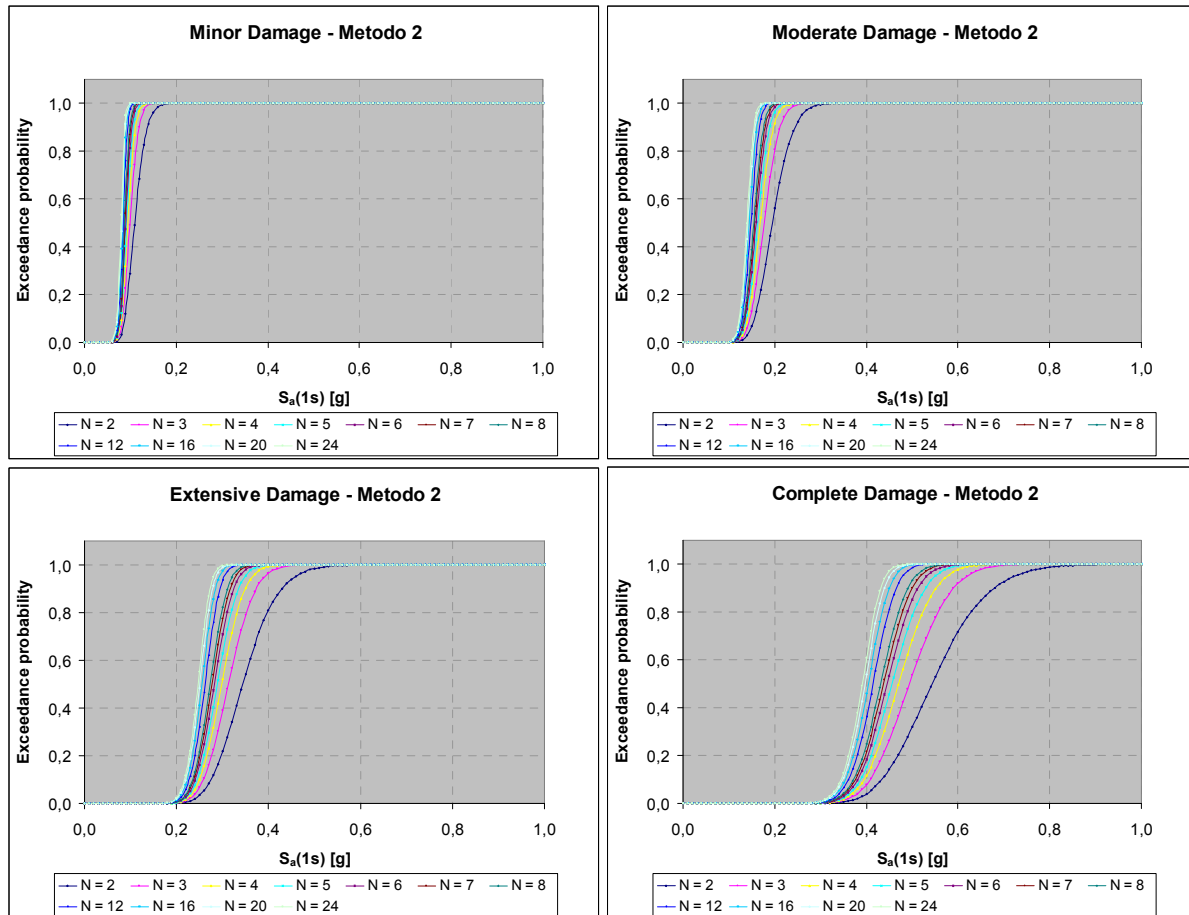 Minor Damage - Metodo 2
Exceedance probability
1,0
0,8
0,6
0,4
0,2
0,0
0,0 0,2 0,4 0,6 0,8 1,0
Sa(1s) [g]
N = 2 N = 3 N = 4 N = 5 N = 6 N = 7 N = 8
N = 12 N = 16 N = 20 N = 24
Moderate Damage - Metodo 2
Exceedance probability
1,0
0,8
0,6
0,4
0,2
0,0
0,0 0,2 0,4 0,6 0,8 1,0
Sa(1s) [g]
N = 2 N = 3 N = 4 N = 5 N = 6 N = 7 N = 8
N = 12 N = 16 N = 20 N = 24
Extensive Damage - Metodo 2
Exceedance probability
1,0
0,8
0,6
0,4
0,2
0,0
0,0 0,2 0,4 0,6 0,8 1,0
Sa(1s) [g]
N = 2 N = 3 N = 4 N = 5 N = 6 N = 7 N = 8
N = 12 N = 16 N = 20 N = 24
Complete Damage - Metodo 2
Exceedance probability
1,0
0,8
0,6
0,4
0,2
0,0
0,0 0,2 0,4 0,6 0,8 1,0
Sa(1s) [g]
N = 2 N = 3 N = 4 N = 5 N = 6 N = 7 N = 8
N = 12 N = 16 N = 20 N = 24